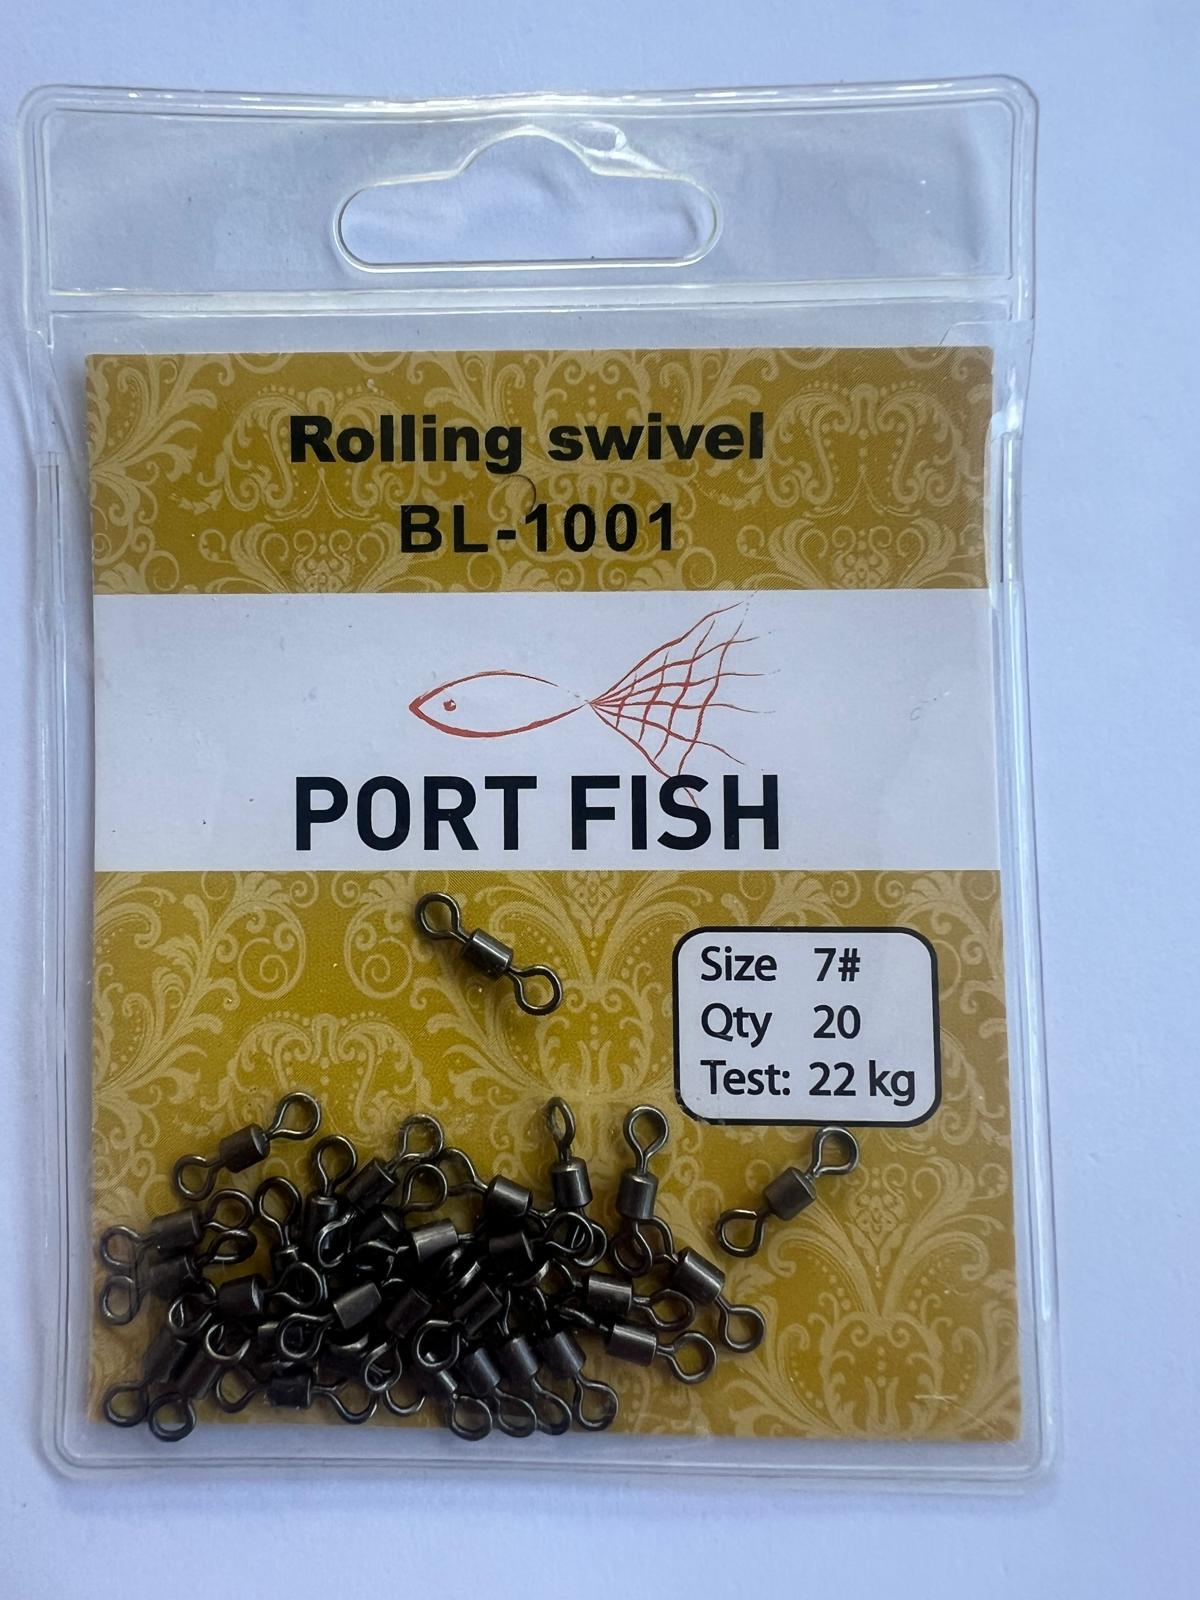 Rolling swivel
BL-1001
PORT FISH
Size 7#
Qty 20
Test: 22 kg